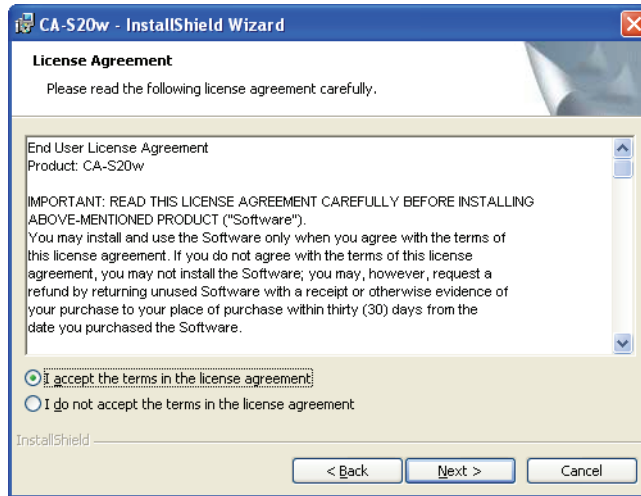 CA-S20w - InstallShield Wizard
License Agreement
Please read the following license agreement carefully.
End User License Agreement
Product: CA-S20w
IMPORTANT: READ THIS LICENSE AGREEMENT CAREFULLY BEFORE INSTALLING
ABOVE-MENTIONED PRODUCT ("Software").
You may install and use the Software only when you agree with the terms of
this license agreement. If you do not agree with the terms of this license
agreement, you may not install the Software; you may, however, request a
refund by returning unused Software with a receipt or otherwise evidence of
your purchase to your place of purchase within thirty (30) days from the
date you purchased the Software.
I accept the terms in the license agreement
I do not accept the terms in the license agreement
InstallShield
< Back Next > Cancel